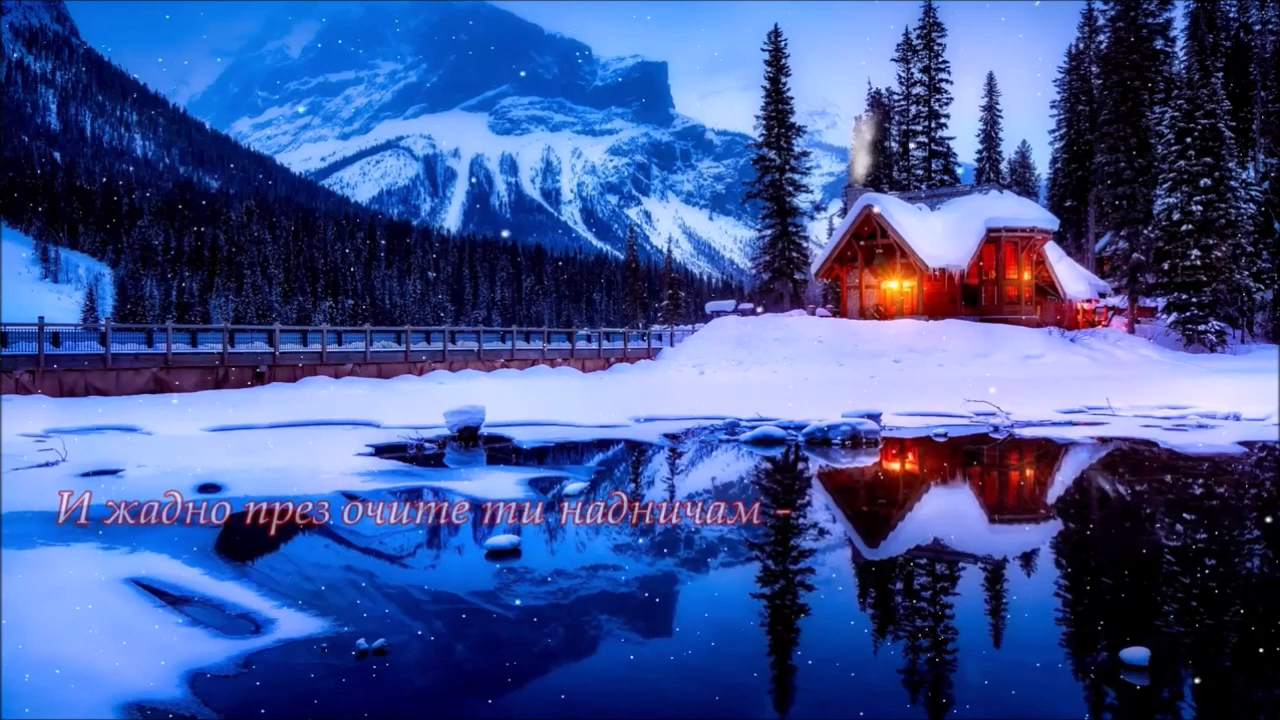 И жадно през очите ти надничам –